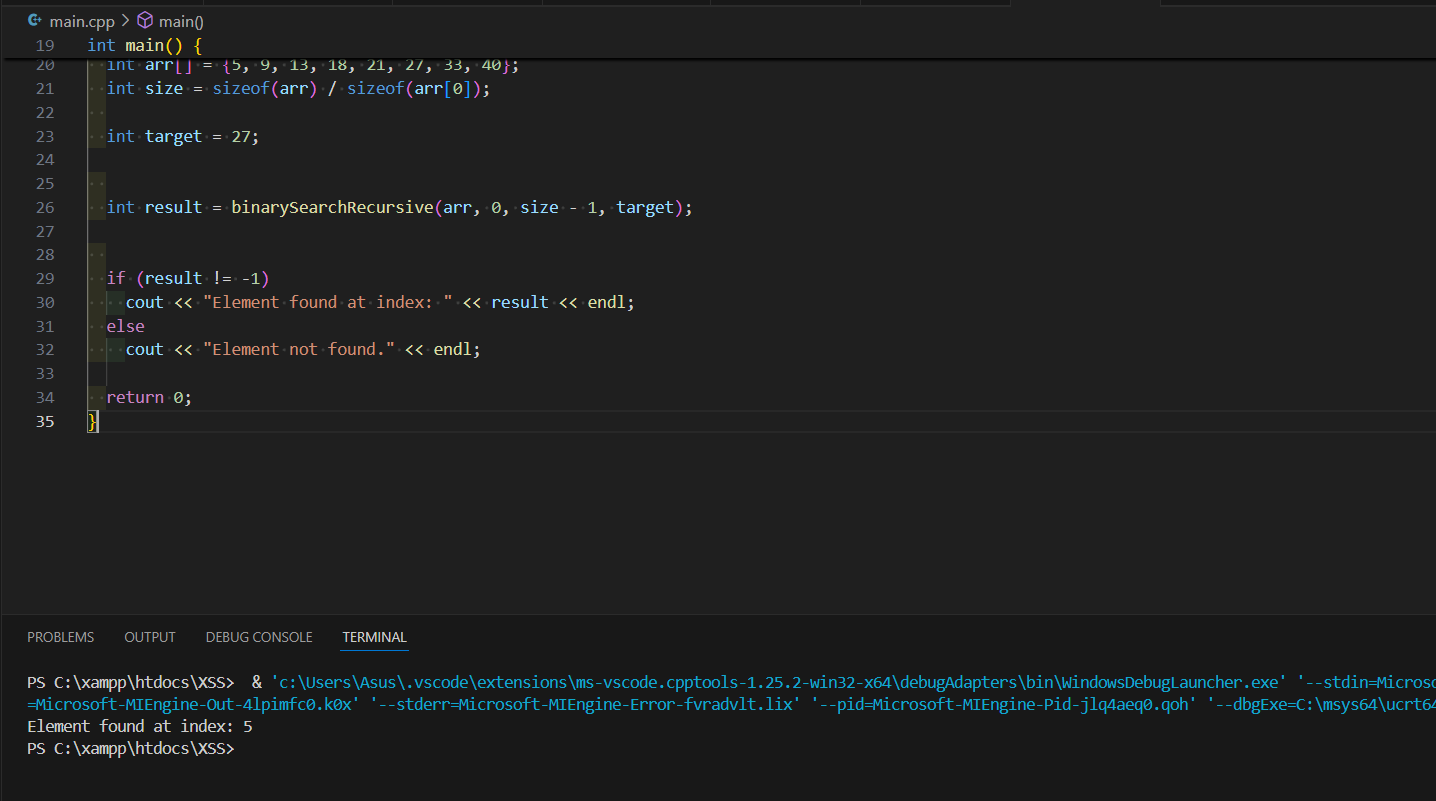 main.cpp > main()
19 int main() {
20 int arr[] = {5, 9, 13, 18, 21, 27, 33, 40};
21 int size = sizeof(arr) / sizeof(arr[0]);
22
23 int target = 27;
24
25
26 int result = binarySearchRecursive(arr, 0, size - 1, target);
27
28
29 if (result != -1)
30 cout << "Element found at index: " << result << endl;
31 else
32 cout << "Element not found." << endl;
33
34 return 0;
35 }
PROBLEMS OUTPUT DEBUG CONSOLE TERMINAL
PS C:\xampp\htdocs\XSS> & 'c:\Users\Asus\.vscode\extensions\ms-vscode.cpptools-1.25.2-win32-x64\debugAdapters\bin\WindowsDebugLauncher.exe' '--stdin=Microso
=Microsoft-MIEngine-Out-4lpimfc0.k0x' '--stderr=Microsoft-MIEngine-Error-fvradvlt.lix' '--pid=Microsoft-MIEngine-Pid-jlq4aeq0.qoh' '--dbgExe=C:\msys64\ucrt64
Element found at index: 5
PS C:\xampp\htdocs\XSS>